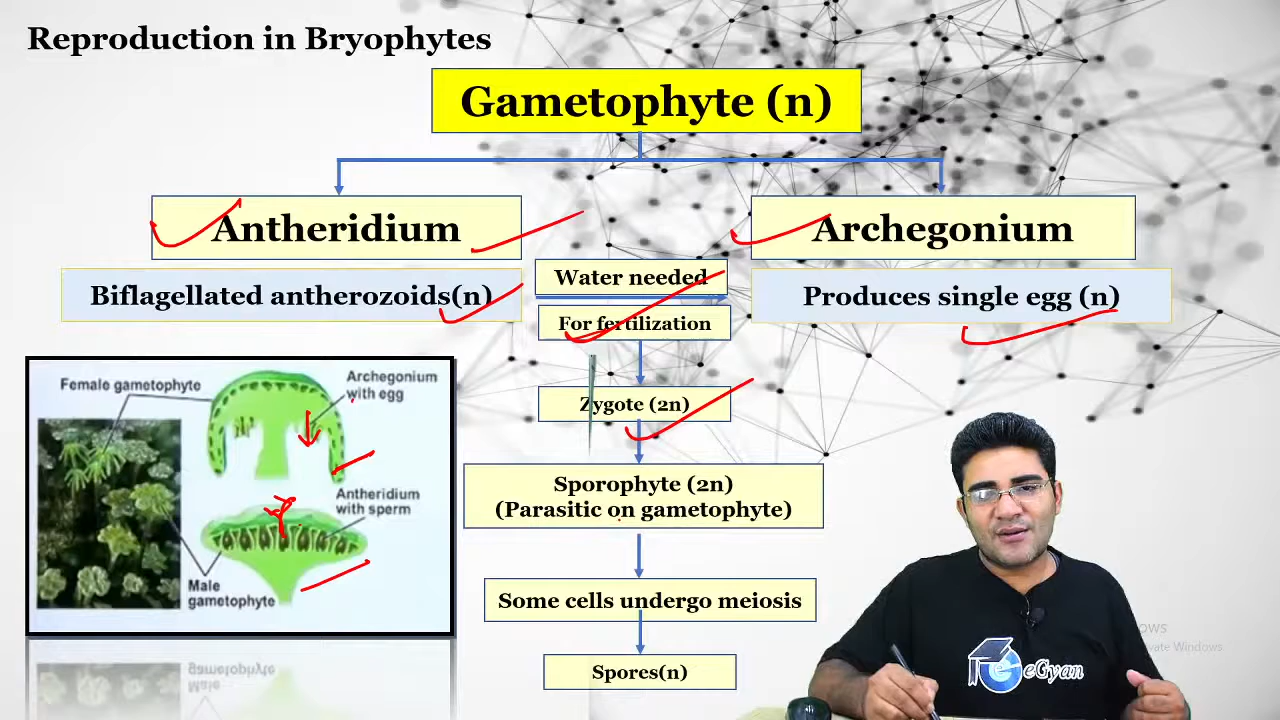 Reproduction in Bryophytes
Gametophyte (n)
Antheridium
Archegonium
Biflagellated antherozoids(n)
Water needed
For fertilization
Produces single egg (n)
Zygote (2n)
Sporophyte (2n)
(Parasitic on gametophyte)
Some cells undergo meiosis
Spores(n)
Female gametophyte
Archegonium
with egg
Antheridium
with sperm
Male
gametophyte
eGyan